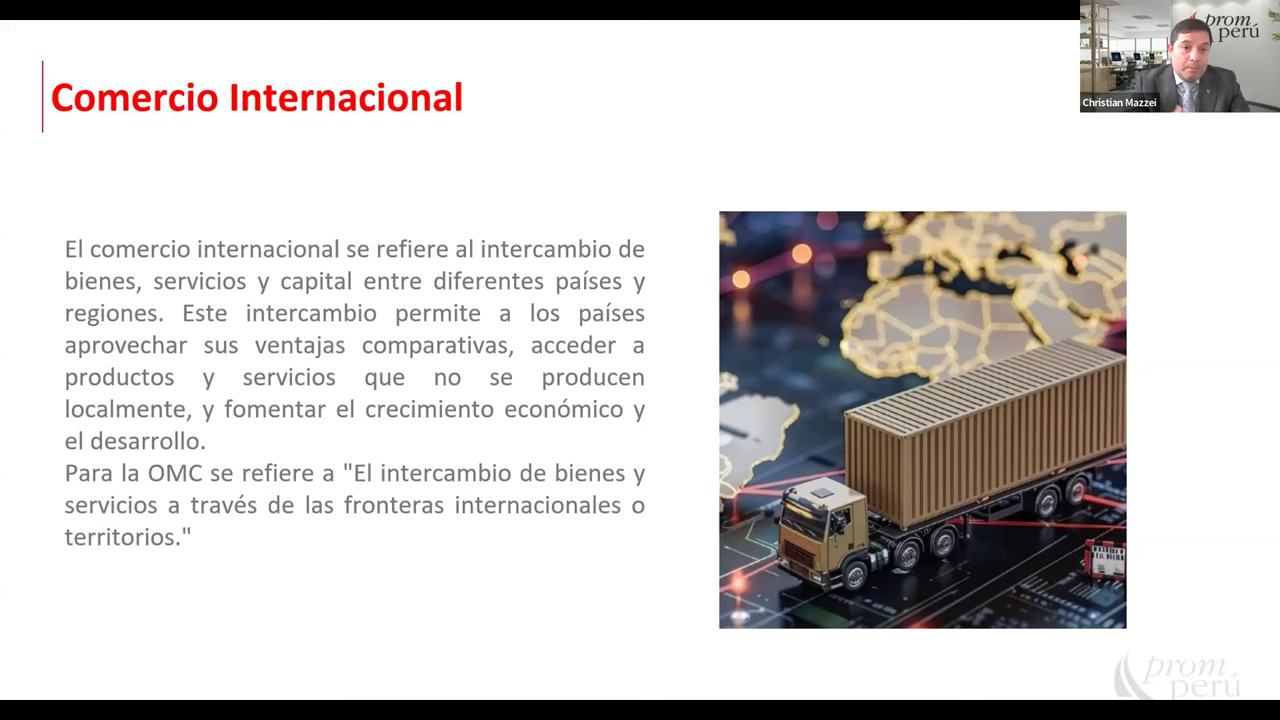 prom
perú
Christian Mazzei
Comercio Internacional
El comercio internacional se refiere al intercambio de
bienes, servicios y capital entre diferentes países y
regiones. Este intercambio permite a los países
aprovechar sus ventajas comparativas, acceder a
productos y servicios que no se producen
localmente, y fomentar el crecimiento económico y
el desarrollo.
Para la OMC se refiere a "El intercambio de bienes y
servicios a través de las fronteras internacionales o
territorios."
prom
perú